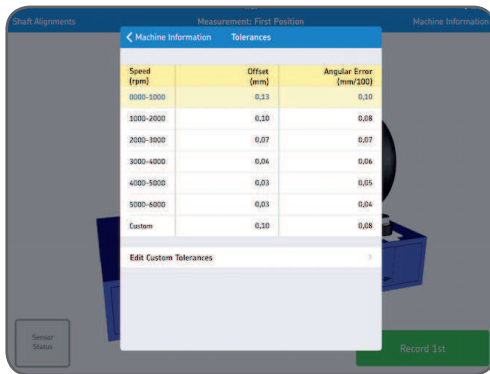 Shaft Alignments Measurement: First Position Machine Information
Machine Information Tolerances
Speed (rpm) Offset (mm) Angular Error (mm/100)
0000-1000 0,13 0,10
1000-2000 0,10 0,08
2000-3000 0,07 0,07
3000-4000 0,04 0,06
4000-5000 0,03 0,05
5000-6000 0,03 0,04
Custom 0,10 0,08
Edit Custom Tolerances
Sensor
Status
Record 1st